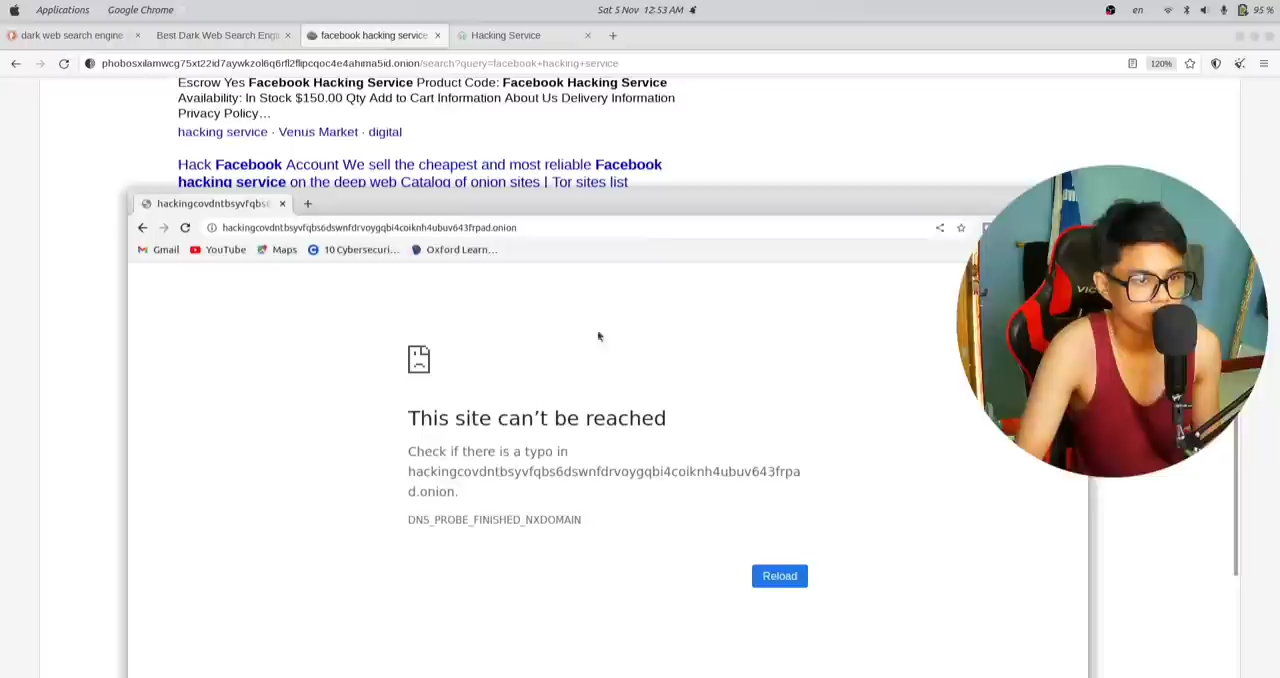 Applications Google Chrome Sat 5 Nov 12:53 AM en 95 %
dark web search engine × Best Dark Web Search Engi × facebook hacking service × Hacking Service × +
phobosxilamwcg75xt22id7aywkzol6q6rfl2flipcqoc4e4ahima5id.onion/search?query=facebook+hacking+service 120%
Escrow Yes Facebook Hacking Service Product Code: Facebook Hacking Service
Availability: In Stock $150.00 Qty Add to Cart Information About Us Delivery Information
Privacy Policy…
hacking service · Venus Market · digital
Hack Facebook Account We sell the cheapest and most reliable Facebook
hacking service on the deep web Catalog of onion sites | Tor sites list
hackingcovdntbsyvfqbs6 × +
hackingcovdntbsyvfqbs6dswnfdrvoygqbi4coiknh4ubuv643frpad.onion
Gmail YouTube Maps 10 Cybersecuri… Oxford Learn…
This site can't be reached
Check if there is a typo in
hackingcovdntbsyvfqbs6dswnfdrvoygqbi4coiknh4ubuv643frpa
d.onion.
DNS_PROBE_FINISHED_NXDOMAIN
Reload